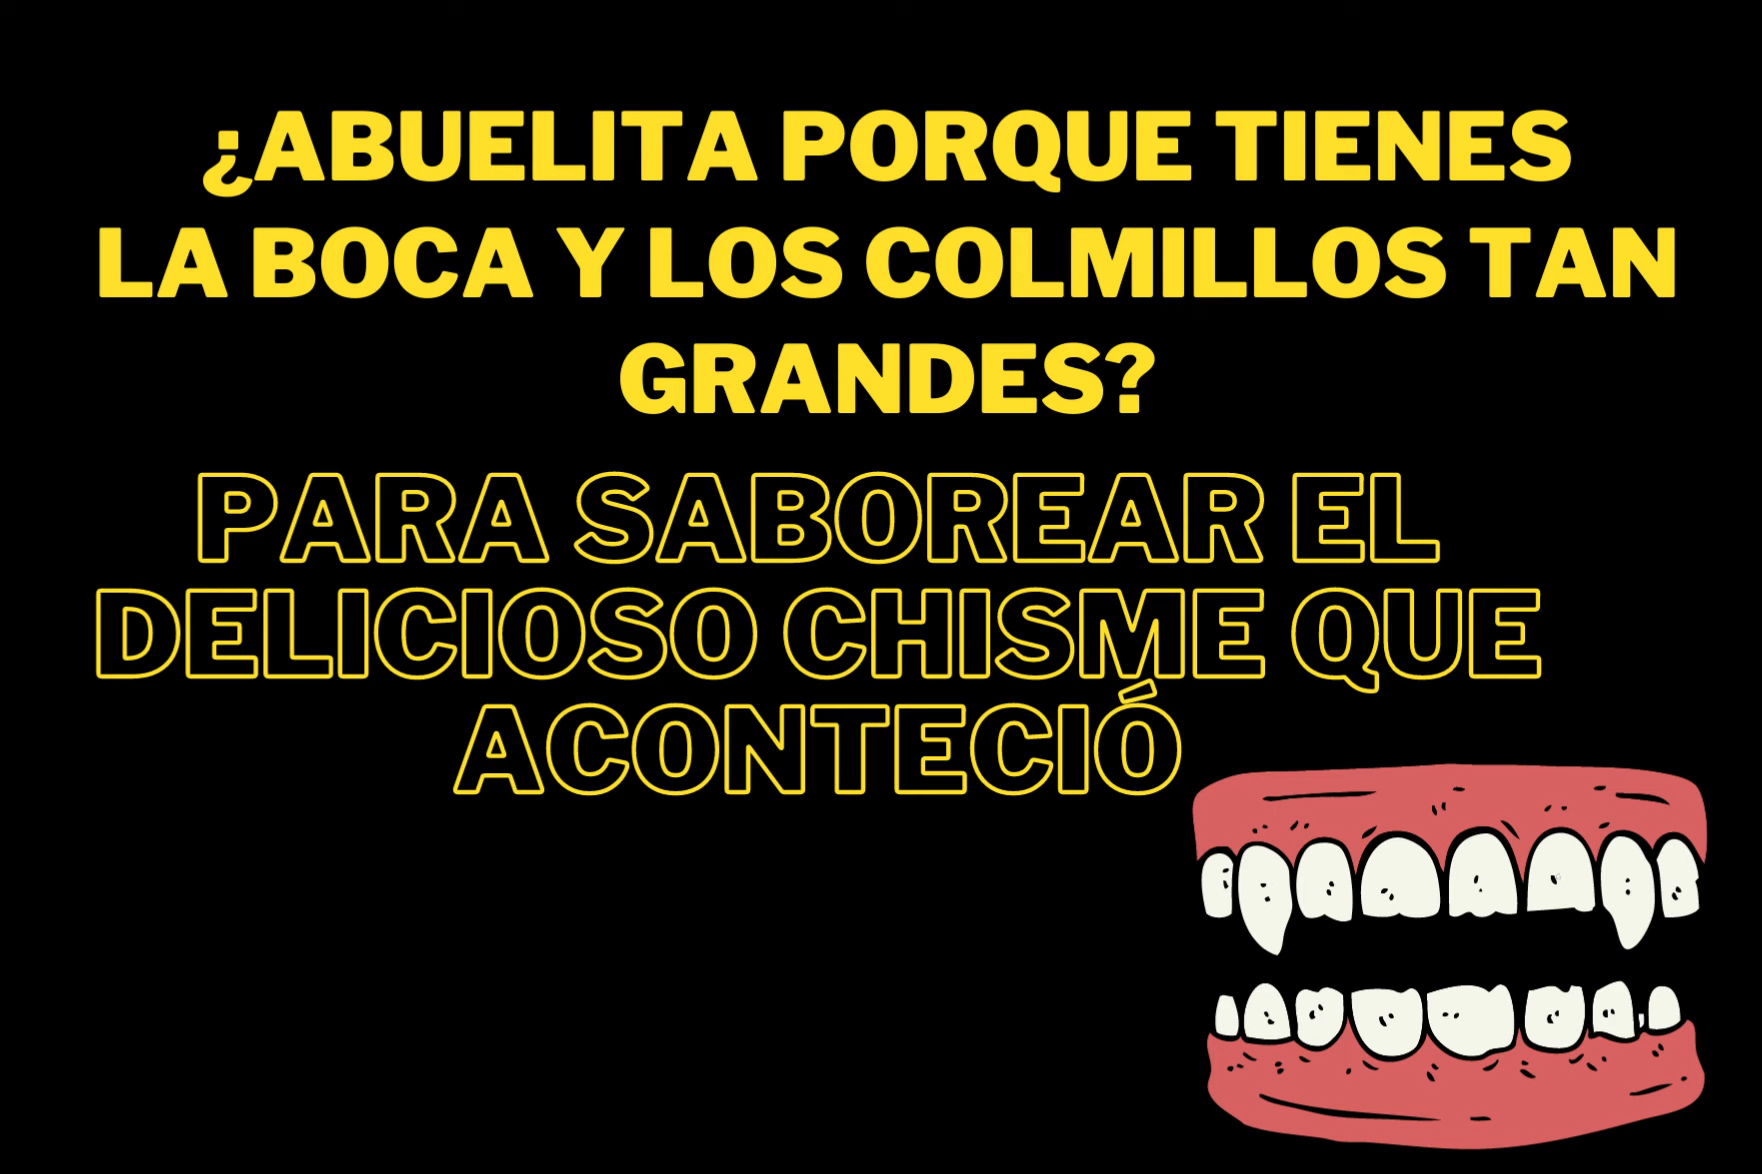 ¿ABUELITA PORQUE TIENES
LA BOCA Y LOS COLMILLOS TAN
GRANDES?
PARA SABOREAR EL
DELICIOSO CHISME QUE
ACONTECIÓ